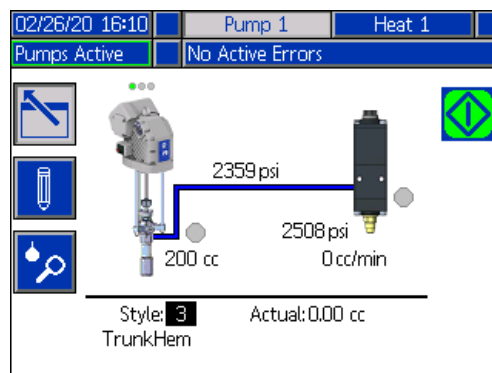 02/26/20 16:10 Pump 1 Heat 1
Pumps Active No Active Errors
2359 psi
2508 psi
200 cc 0 cc/min
Style: 3 Actual: 0.00 cc
TrunkHem